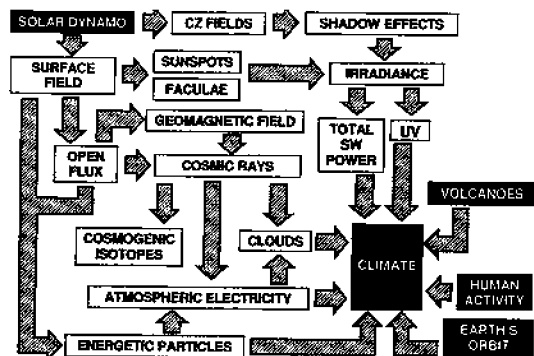 SOLAR DYNAMO
CZ FIELDS
SHADOW EFFECTS
SURFACE
FIELD
SUNSPOTS
FACULAE
IRRADIANCE
GEOMAGNETIC FIELD
TOTAL
SW
POWER
UV
OPEN
FLUX
COSMIC RAYS
VOLCANOES
COSMOGENIC
ISOTOPES
CLOUDS
CLIMATE
ATMOSPHERIC ELECTRICITY
HUMAN
ACTIVITY
ENERGETIC PARTICLES
EARTH'S
ORBIT